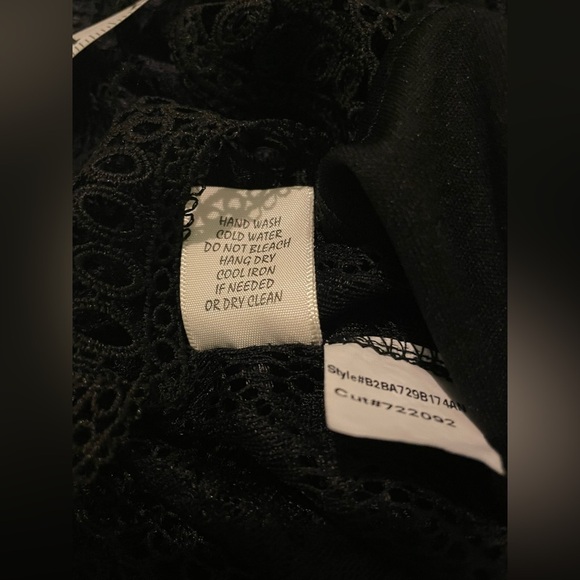 HAND WASH
COLD WATER
DO NOT BLEACH
HANG DRY
COOL IRON
IF NEEDED
OR DRY CLEAN
Style#B2BA729B174A
Cut#722092